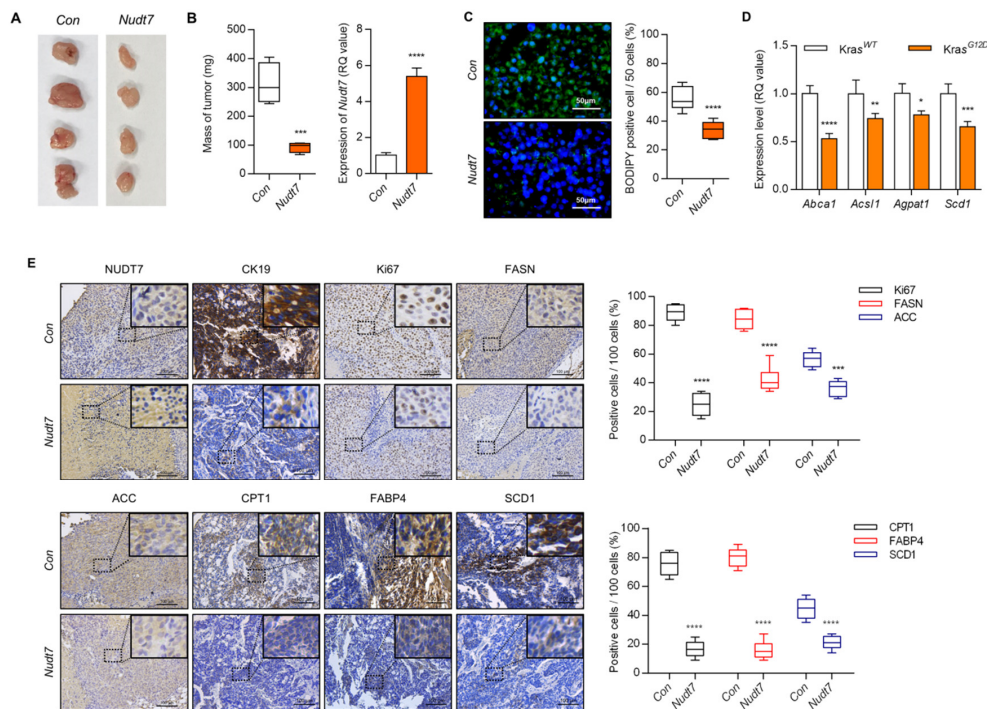 A
Con
Nudt7
B
Mass of tumor (mg)
400
300
200
100
0
***
Con
Nudt7
Expression of Nudt7 (RQ value)
8
6
4
2
0
****
Con
Nudt7
C
Con
50µm
Nudt7
50µm
BODIPY positive cell / 50 cells (%)
80
60
40
20
0
****
Con
Nudt7
D
Kras WT
Kras G12D
Expression level (RQ value)
1.5
1.0
0.5
0.0
****
**
*
***
Abca1
Acsl1
Agpat1
Scd1
E
NUDT7
CK19
Ki67
FASN
Con
Nudt7
Ki67
FASN
ACC
Positive cells / 100 cells (%)
100
80
60
40
20
0
****
****
***
Con
Nudt7
Con
Nudt7
Con
Nudt7
ACC
CPT1
FABP4
SCD1
Con
Nudt7
CPT1
FABP4
SCD1
Positive cells / 100 cells (%)
100
80
60
40
20
0
****
****
****
Con
Nudt7
Con
Nudt7
Con
Nudt7